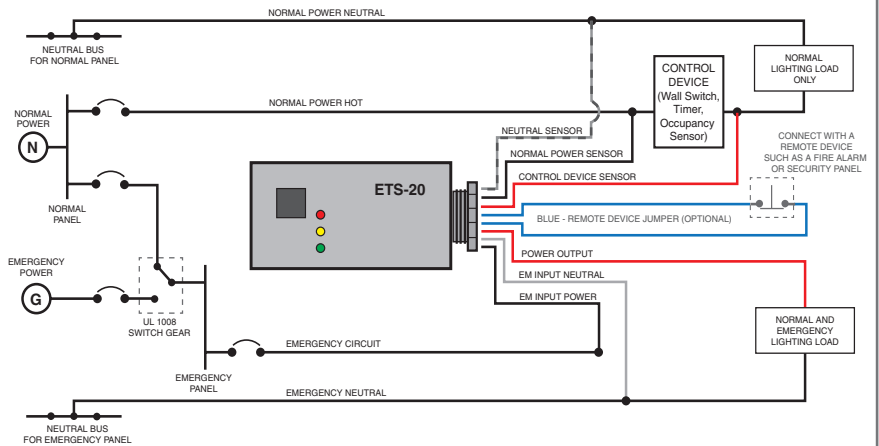 NORMAL POWER NEUTRAL
NEUTRAL BUS
FOR NORMAL PANEL
NORMAL
LIGHTING LOAD
ONLY
CONTROL
DEVICE
(Wall Switch,
Timer,
Occupancy
Sensor)
NORMAL POWER HOT
NORMAL
POWER
N
NEUTRAL SENSOR
NORMAL POWER SENSOR
CONTROL DEVICE SENSOR
CONNECT WITH A
REMOTE DEVICE
SUCH AS A FIRE ALARM
OR SECURITY PANEL
ETS-20
BLUE - REMOTE DEVICE JUMPER (OPTIONAL)
NORMAL
PANEL
POWER OUTPUT
EMERGENCY
POWER
G
EM INPUT NEUTRAL
EM INPUT POWER
UL 1008
SWITCH GEAR
NORMAL AND
EMERGENCY
LIGHTING LOAD
EMERGENCY CIRCUIT
EMERGENCY
PANEL
EMERGENCY NEUTRAL
NEUTRAL BUS
FOR EMERGENCY PANEL